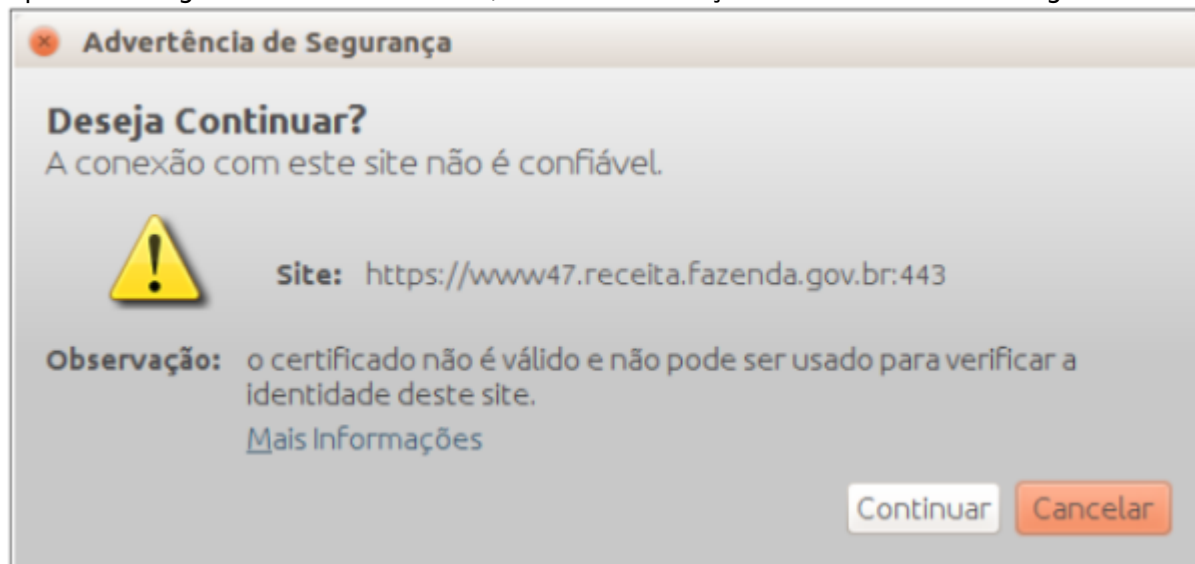 Advertência de Segurança
Deseja Continuar?
A conexão com este site não é confiável.
Site: https://www47.receita.fazenda.gov.br:443
Observação: o certificado não é válido e não pode ser usado para verificar a
identidade deste site.
Mais Informações
Continuar Cancelar